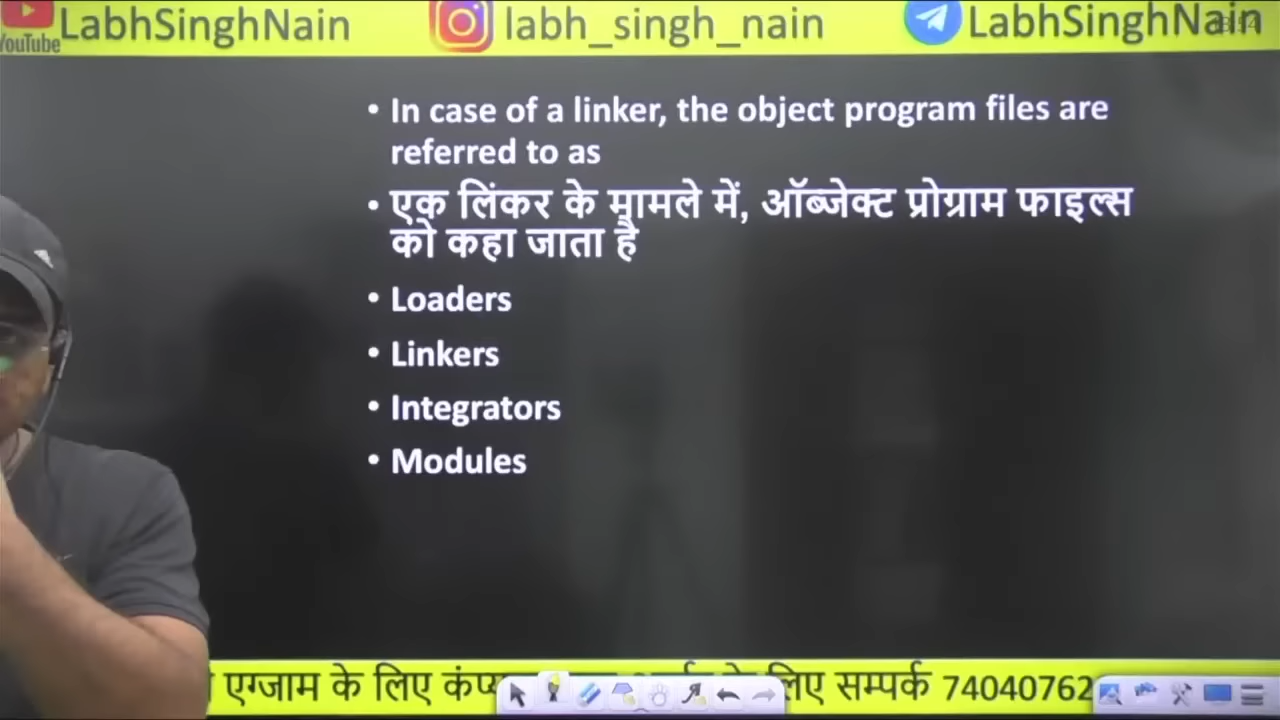 YouTube LabhSinghNain labh_singh_nain LabhSinghNain
• In case of a linker, the object program files are
referred to as
• एक लिंकर के मामले में, ऑब्जेक्ट प्रोग्राम फाइल्स
को कहा जाता है
• Loaders
• Linkers
• Integrators
• Modules
एग्जाम के लिए लिए सम्पर्क 74040762